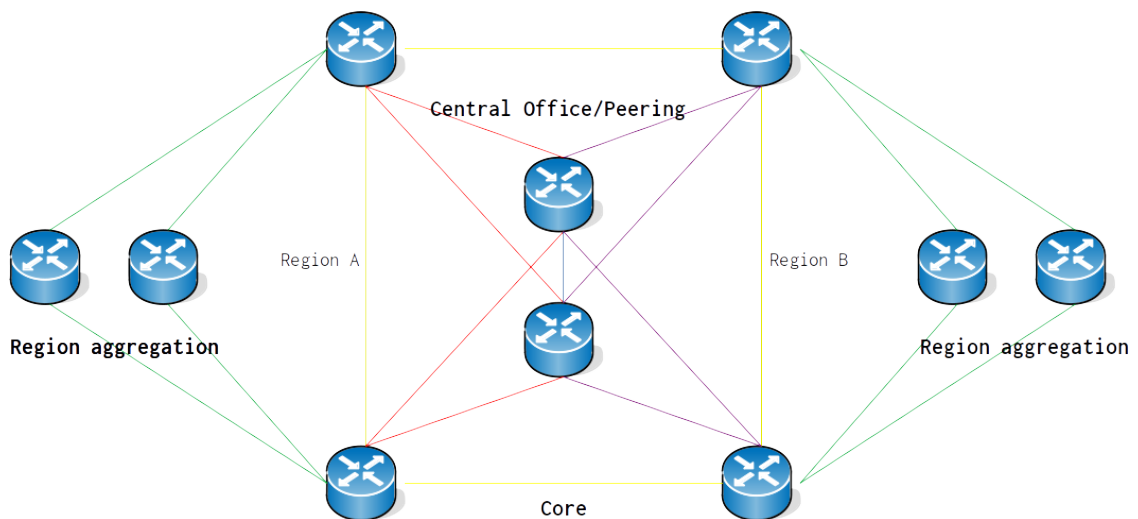 Central Office/Peering
Region A
Region B
Region aggregation
Region aggregation
Core